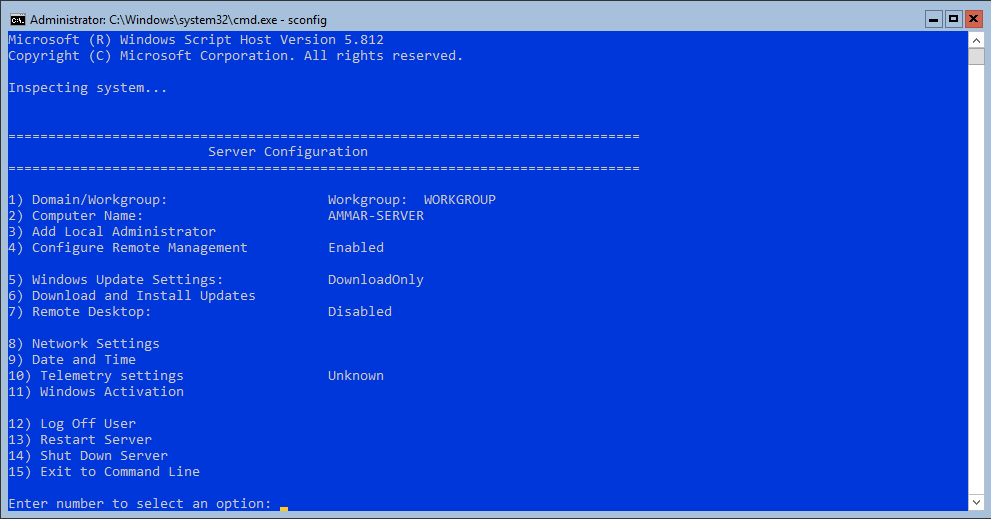 Administrator: C:\Windows\system32\cmd.exe - sconfig
Microsoft (R) Windows Script Host Version 5.812
Copyright (C) Microsoft Corporation. All rights reserved.
Inspecting system...
===============================================================================
Server Configuration
===============================================================================
1) Domain/Workgroup: Workgroup: WORKGROUP
2) Computer Name: AMMAR-SERVER
3) Add Local Administrator
4) Configure Remote Management Enabled
5) Windows Update Settings: DownloadOnly
6) Download and Install Updates
7) Remote Desktop: Disabled
8) Network Settings
9) Date and Time
10) Telemetry settings Unknown
11) Windows Activation
12) Log Off User
13) Restart Server
14) Shut Down Server
15) Exit to Command Line
Enter number to select an option: